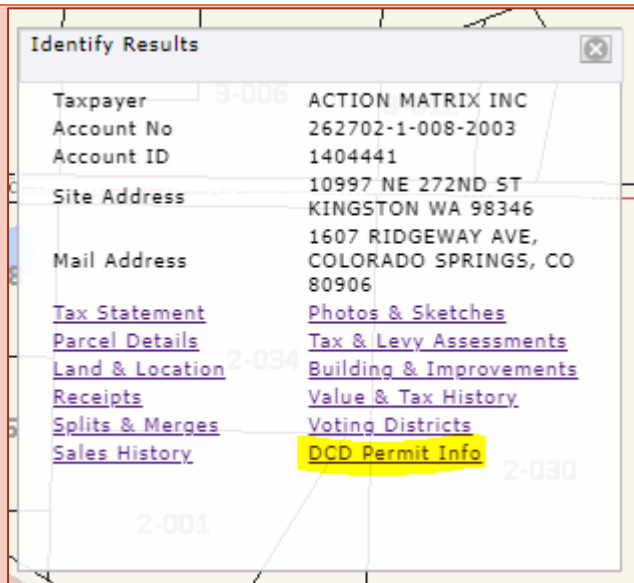 Identify Results
Taxpayer ACTION MATRIX INC
Account No 262702-1-008-2003
Account ID 1404441
Site Address 10997 NE 272ND ST
KINGSTON WA 98346
Mail Address 1607 RIDGEWAY AVE,
COLORADO SPRINGS, CO
80906
Tax Statement Photos & Sketches
Parcel Details Tax & Levy Assessments
Land & Location Building & Improvements
Receipts Value & Tax History
Splits & Merges Voting Districts
Sales History DCD Permit Info
3-006
2-034
2-030
2-001